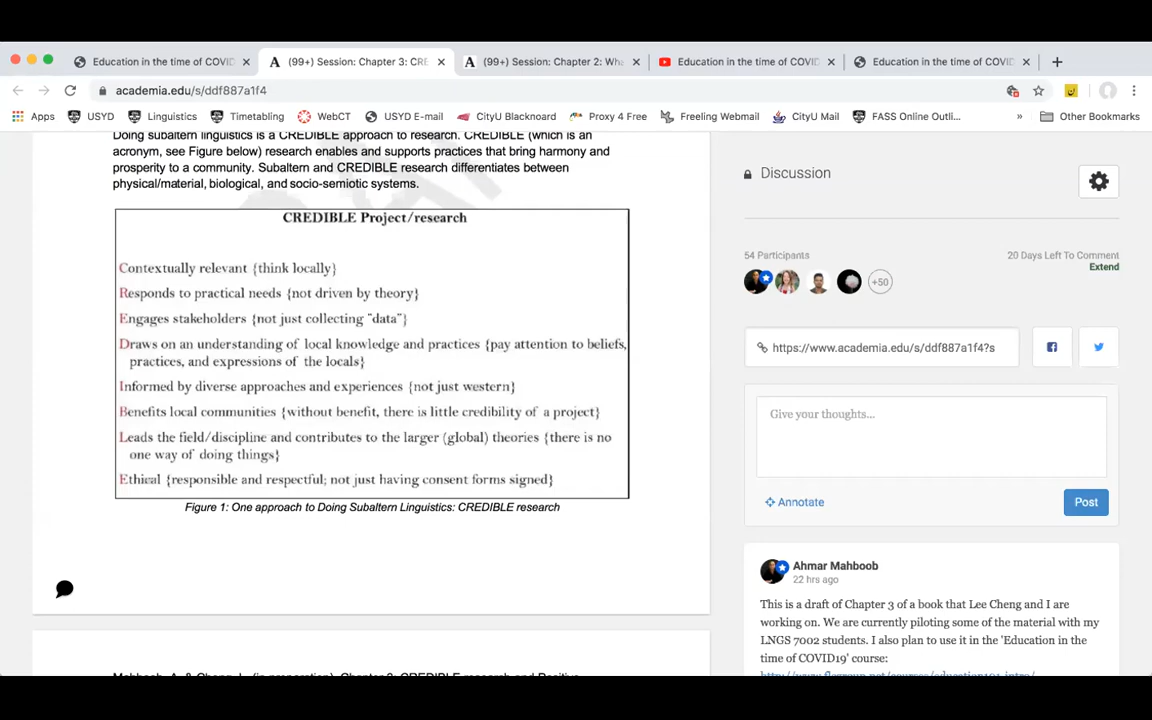 Education in the time of COVID
(99+) Session: Chapter 3: CRE
(99+) Session: Chapter 2: Wha
Education in the time of COVID
Education in the time of COVID
academia.edu/s/ddf887a1f4
Apps
USYD
Linguistics
Timetabling
WebCT
USYD E-mail
CityU Blackboard
Proxy 4 Free
Freeling Webmail
CityU Mail
FASS Online Outli...
»
Other Bookmarks
Doing subaltern linguistics is a CREDIBLE approach to research. CREDIBLE (which is an
acronym, see Figure below) research enables and supports practices that bring harmony and
prosperity to a community. Subaltern and CREDIBLE research differentiates between
physical/material, biological, and socio-semiotic systems.
CREDIBLE Project/research
Contextually relevant {think locally}
Responds to practical needs {not driven by theory}
Engages stakeholders {not just collecting "data"}
Draws on an understanding of local knowledge and practices {pay attention to beliefs,
practices, and expressions of the locals}
Informed by diverse approaches and experiences {not just western}
Benefits local communities {without benefit, there is little credibility of a project}
Leads the field/discipline and contributes to the larger (global) theories {there is no
one way of doing things}
Ethical {responsible and respectful; not just having consent forms signed}
Figure 1: One approach to Doing Subaltern Linguistics: CREDIBLE research
Discussion
54 Participants
20 Days Left To Comment
Extend
+50
https://www.academia.edu/s/ddf887a1f4?s
Give your thoughts...
Annotate
Post
Ahmar Mahboob
22 hrs ago
This is a draft of Chapter 3 of a book that Lee Cheng and I are
working on. We are currently piloting some of the material with my
LNGS 7002 students. I also plan to use it in the 'Education in the
time of COVID19' course: